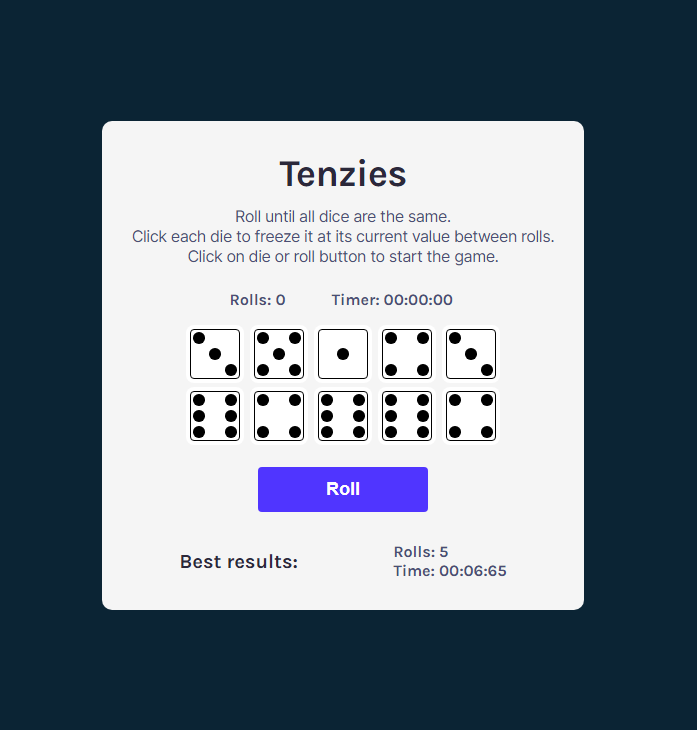 Tenzies
Roll until all dice are the same.
Click each die to freeze it at its current value between rolls.
Click on die or roll button to start the game.
Rolls: 0 Timer: 00:00:00
Roll
Best results:
Rolls: 5
Time: 00:06:65